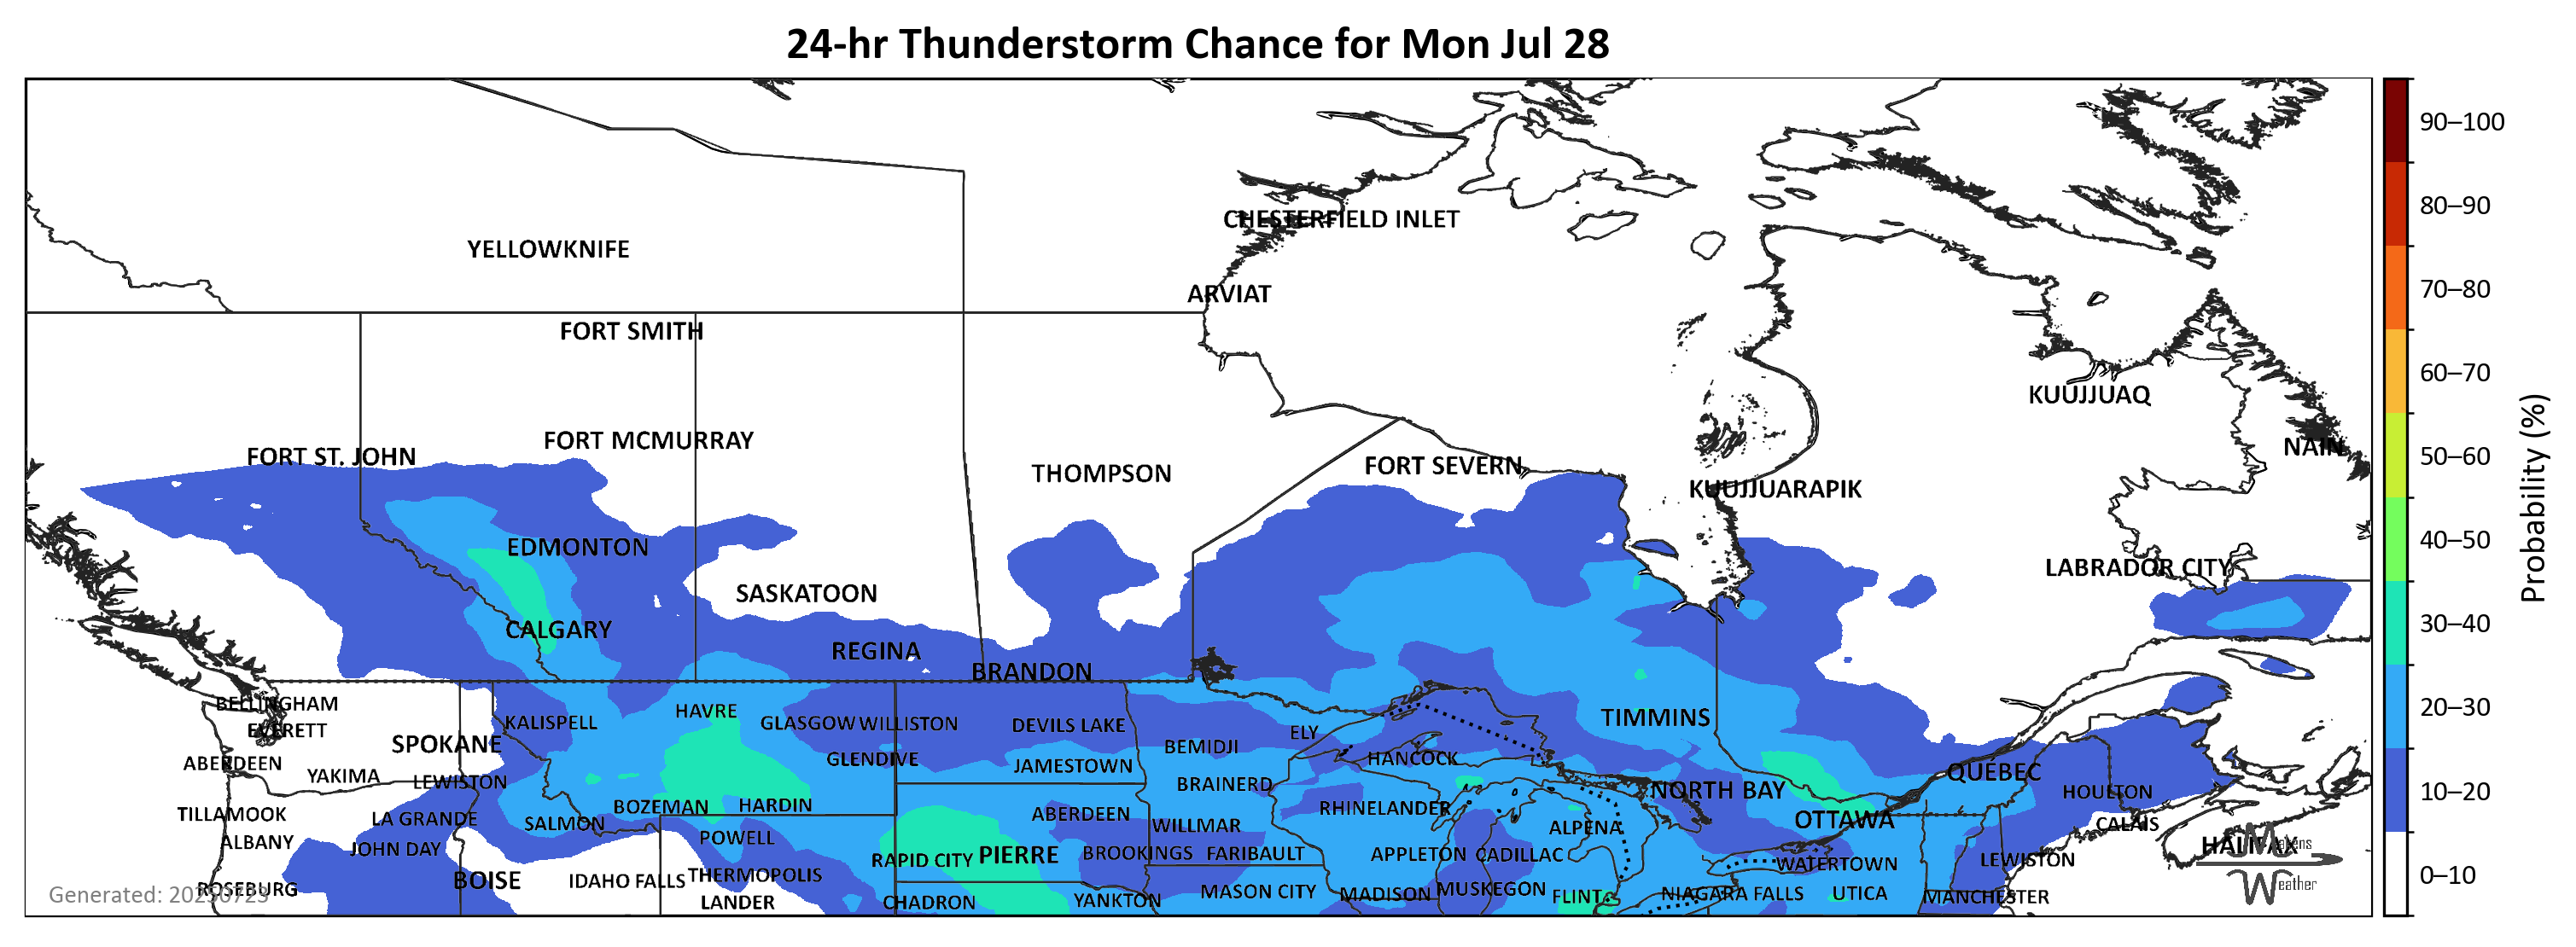 24-hr Thunderstorm Chance for Mon Jul 28
90–100
80–90
70–80
60–70
50–60
40–50
30–40
20–30
10–20
0–10
Probability (%)
CHESTERFIELD INLET
YELLOWKNIFE
ARVIAT
FORT SMITH
KUUJJUAQ
FORT MCMURRAY
NAIN
FORT ST. JOHN
FORT SEVERN
THOMPSON
KUUJJUARAPIK
EDMONTON
LABRADOR CITY
SASKATOON
CALGARY
REGINA
BRANDON
BELLINGHAM
HAVRE
TIMMINS
KALISPELL
GLASGOW
WILLISTON
DEVILS LAKE
EVERETT
ELY
SPOKANE
BEMIDJI
GLENDIVE
HANCOCK
ABERDEEN
JAMESTOWN
QUÉBEC
YAKIMA
LEWISTON
BRAINERD
NORTH BAY
HOULTON
BOZEMAN
HARDIN
RHINELANDER
TILLAMOOK
LA GRANDE
SALMON
ABERDEEN
WILLMAR
ALPENA
OTTAWA
CALAIS
ALBANY
POWELL
HALIFAX
JOHN DAY
RAPID CITY
PIERRE
BROOKINGS
FARIBAULT
APPLETON
CADILLAC
WATERTOWN
LEWISTON
BOISE
IDAHO FALLS
THERMOPOLIS
ROSEBURG
MASON CITY
MADISON
MUSKEGON
FLINT
NIAGARA FALLS
UTICA
MANCHESTER
LANDER
CHADRON
YANKTON
Generated: 20250723
Weather